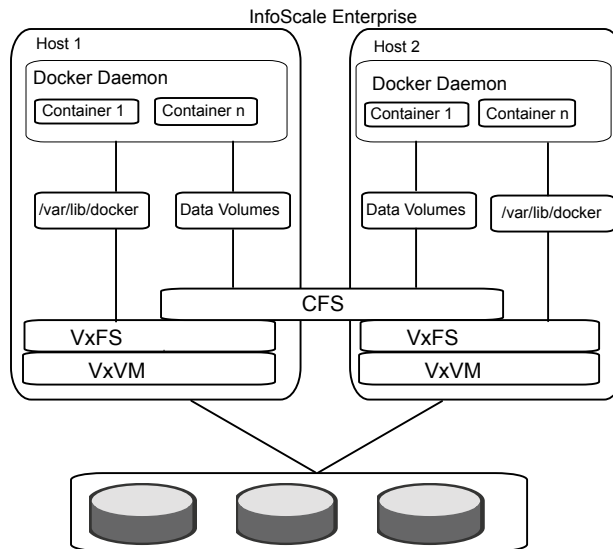 InfoScale Enterprise
Host 1
Docker Daemon
Container 1
Container n
/var/lib/docker
Data Volumes
Host 2
Docker Daemon
Container 1
Container n
Data Volumes
/var/lib/docker
CFS
VxFS
VxVM
VxFS
VxVM